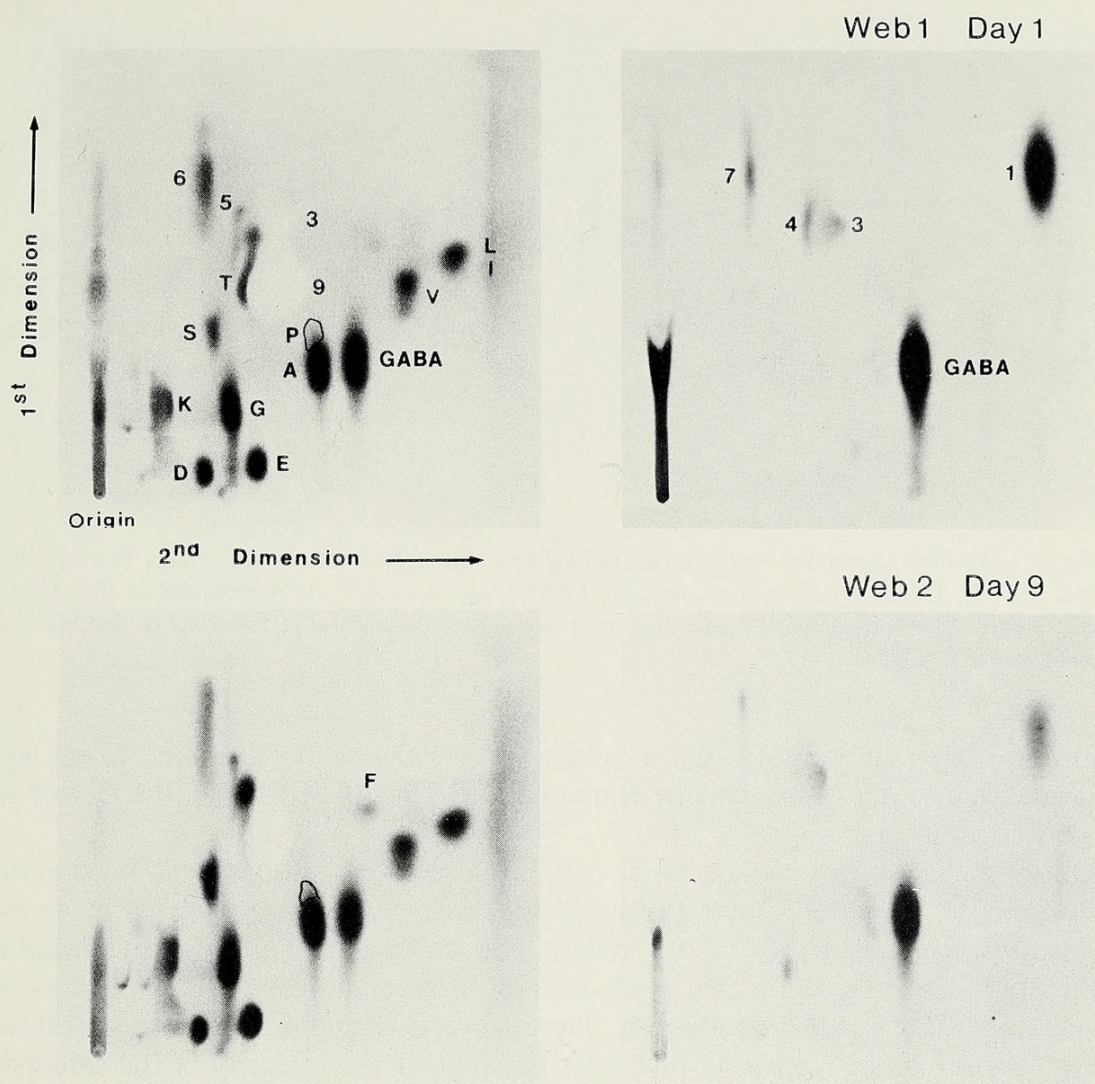 Web 1 Day 1
6
5
3
L
I
T
9
V
S
P
GABA
A
K
G
D
E
Origin
1st Dimension
2nd Dimension
7
1
4
3
GABA
Web 2 Day 9
F